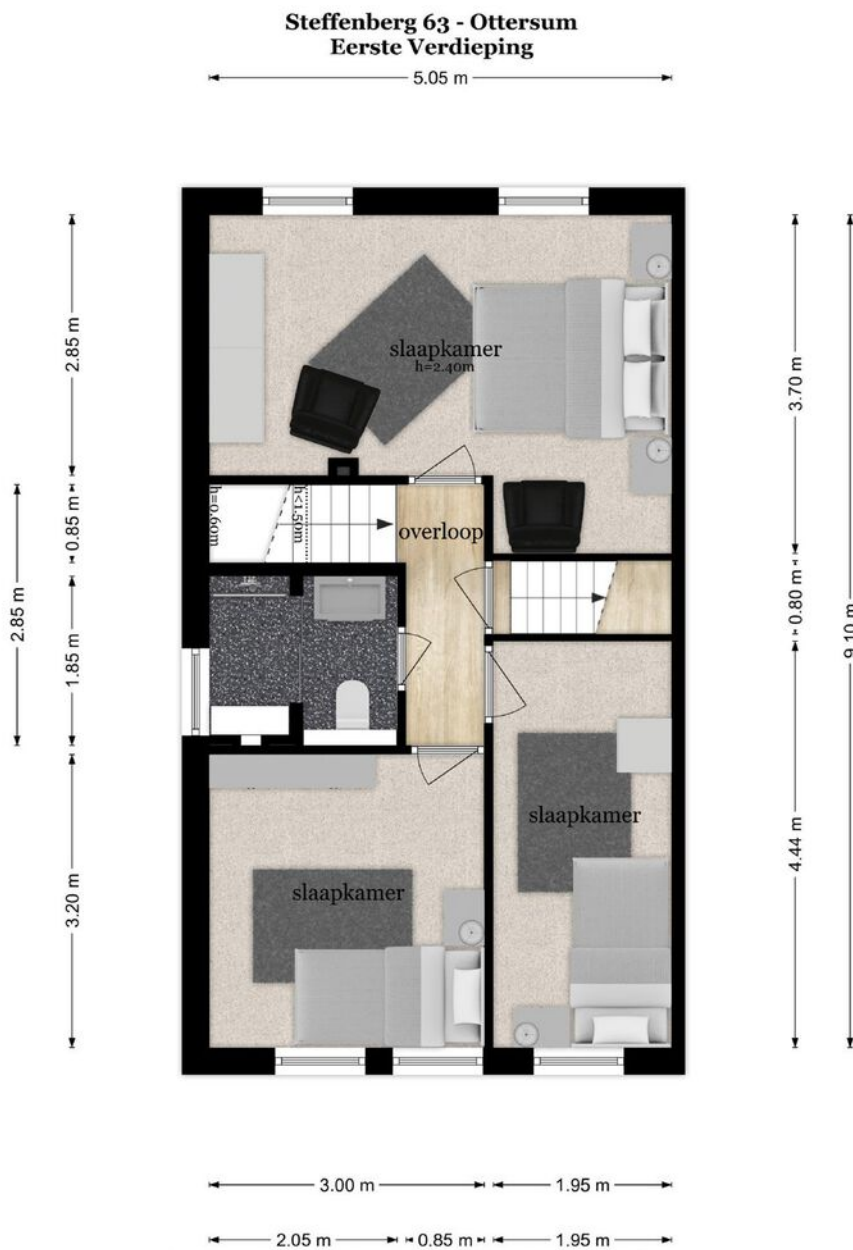 Steffenberg 63 - Ottersum
Eerste Verdieping
5.05 m
2.85 m
3.70 m
slaapkamer
h=2.40m
h=0.60m
h<1.50m
overloop
0.85 m
2.85 m
1.85 m
0.80 m
9.10 m
slaapkamer
slaapkamer
3.20 m
4.44 m
3.00 m
1.95 m
2.05 m
0.85 m
1.95 m